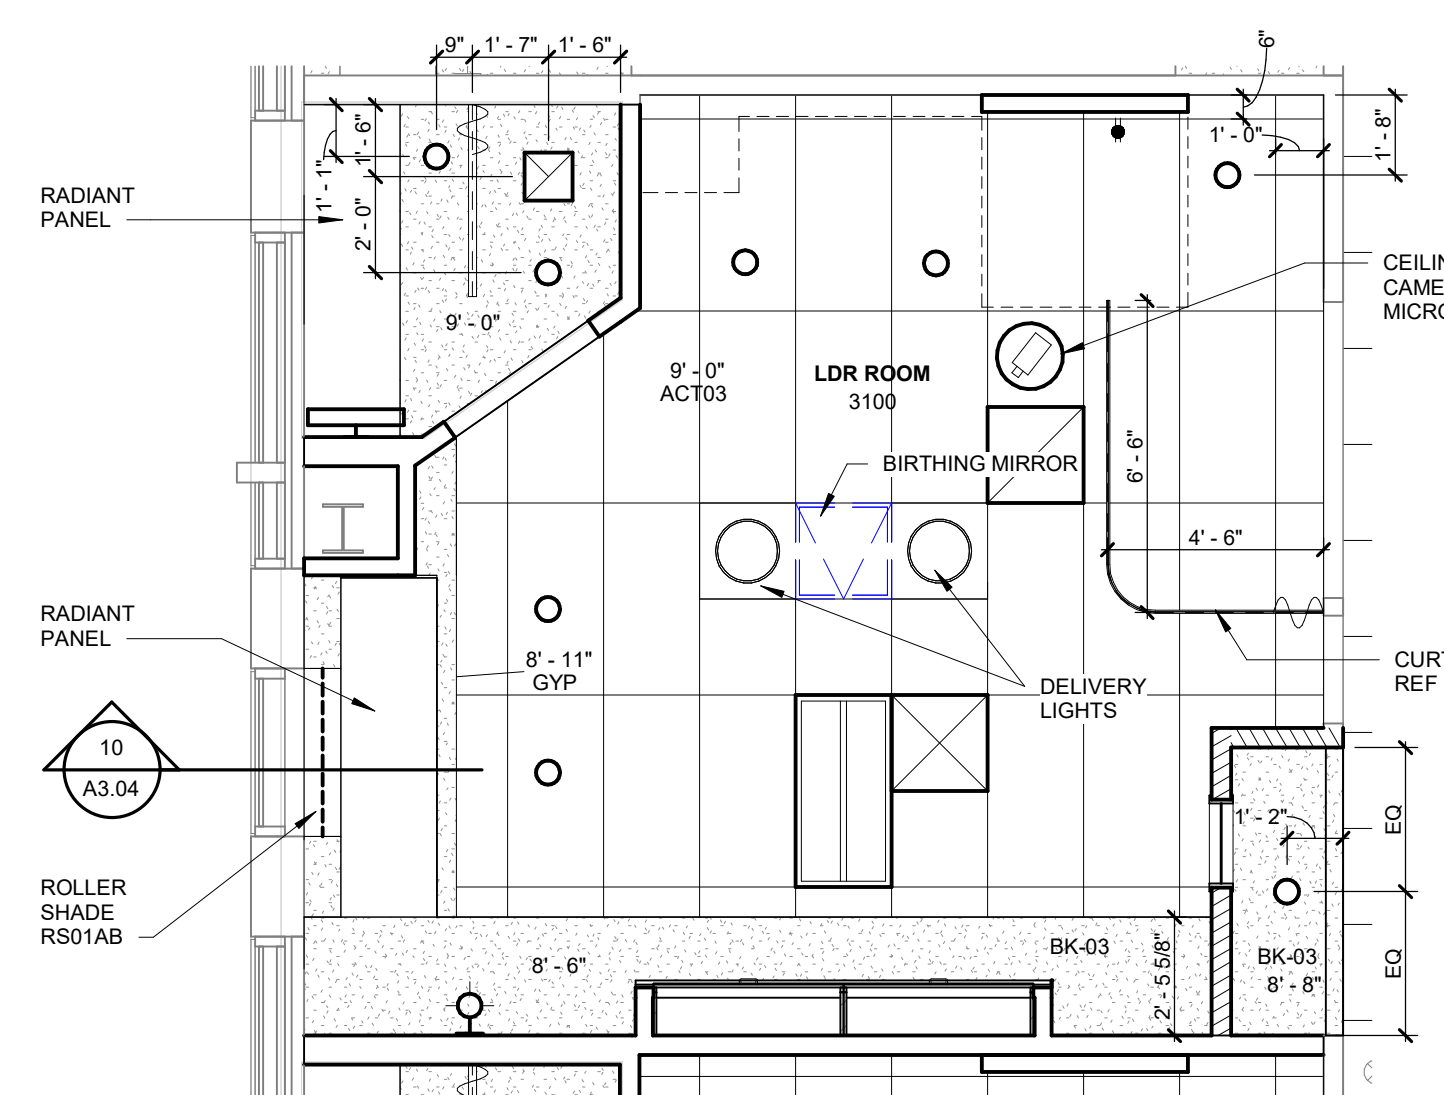 9"
1' - 7"
1' - 6"
6"
1' - 1"
1' - 6"
2' - 0"
1' - 0"
1' - 8"
RADIANT
PANEL
CEILIN
CAME
MICRO
9' - 0"
9' - 0"
ACT03
LDR ROOM
3100
BIRTHING MIRROR
6' - 6"
4' - 6"
RADIANT
PANEL
8' - 11"
GYP
DELIVERY
LIGHTS
CURT
REF
10
A3.04
1' - 2"
EQ
ROLLER
SHADE
RS01AB
8' - 6"
BK-03
2' - 5 5/8"
BK-03
8' - 8"
EQ